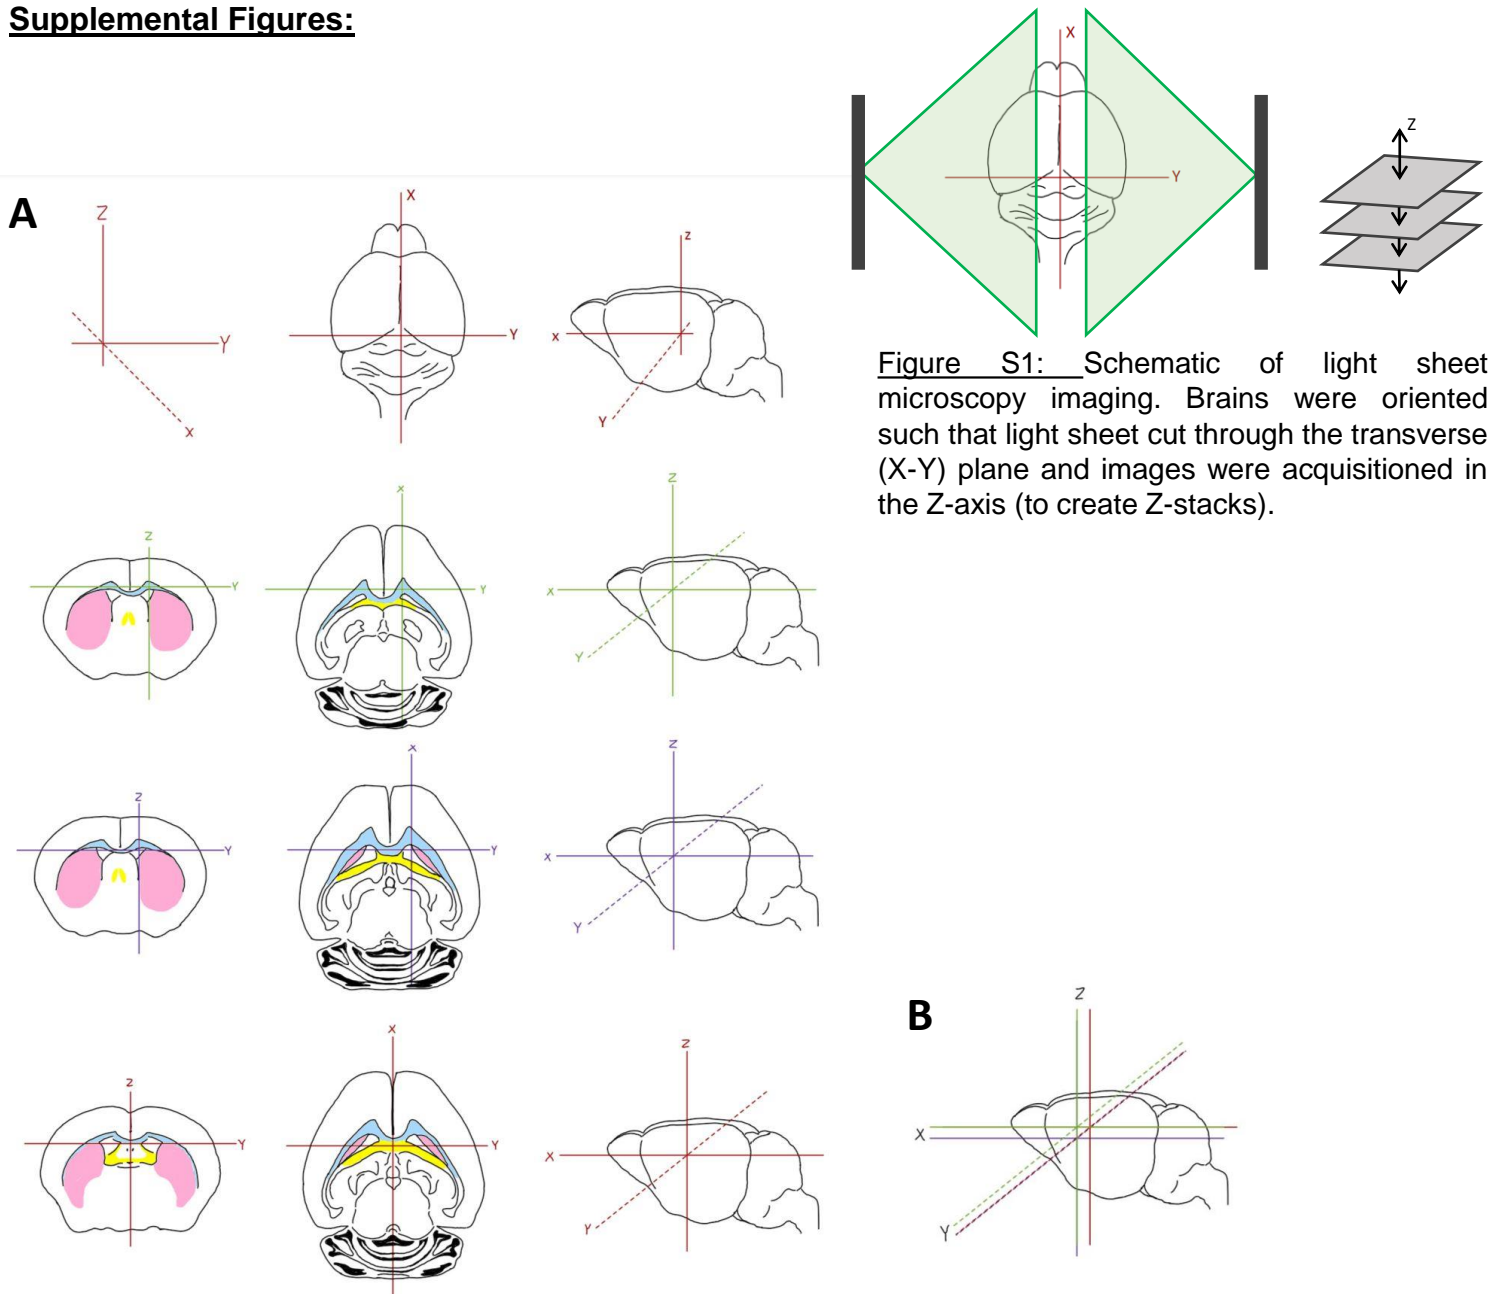 Supplemental Figures:
X
Y
Z
Figure S1: Schematic of light sheet
microscopy imaging. Brains were oriented
such that light sheet cut through the transverse
(X-Y) plane and images were acquisitioned in
the Z-axis (to create Z-stacks).
A
Z
Y
X
X
Y
z
x
Y
Z
Y
X
Y
Z
X
Y
Z
Y
X
Y
Z
X
Y
Z
Y
X
Y
Z
X
Y
B
Z
X
Y